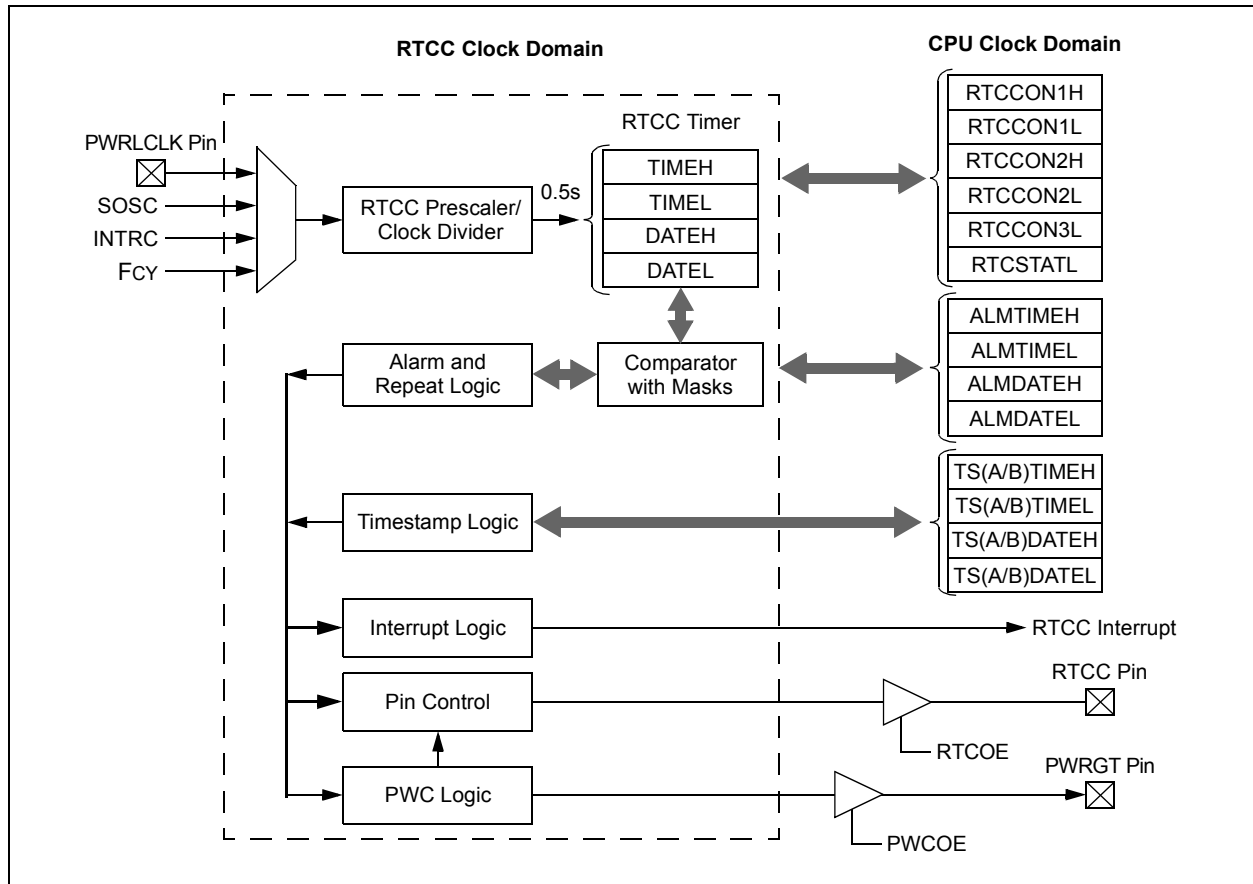 RTCC Clock Domain
CPU Clock Domain
PWRLCLK Pin
SOSC
INTRC
FCY
RTCC Prescaler/
Clock Divider
0.5s
RTCC Timer
TIMEH
TIMEL
DATEH
DATEL
RTCCON1H
RTCCON1L
RTCCON2H
RTCCON2L
RTCCON3L
RTCSTATL
Alarm and
Repeat Logic
Comparator
with Masks
ALMTIMEH
ALMTIMEL
ALMDATEH
ALMDATEL
Timestamp Logic
TS(A/B)TIMEH
TS(A/B)TIMEL
TS(A/B)DATEH
TS(A/B)DATEL
Interrupt Logic
RTCC Interrupt
Pin Control
RTCC Pin
RTCOE
PWC Logic
PWRGT Pin
PWCOE